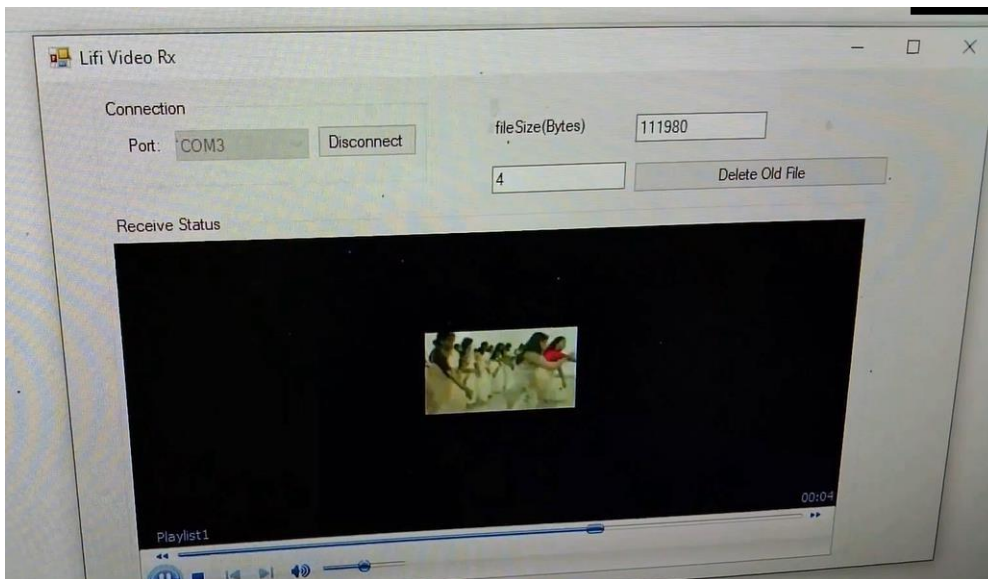 Lifi Video Rx
Connection
Port: COM3 Disconnect
fileSize(Bytes) 111980
4 Delete Old File
Receive Status
00:04
Playlist1